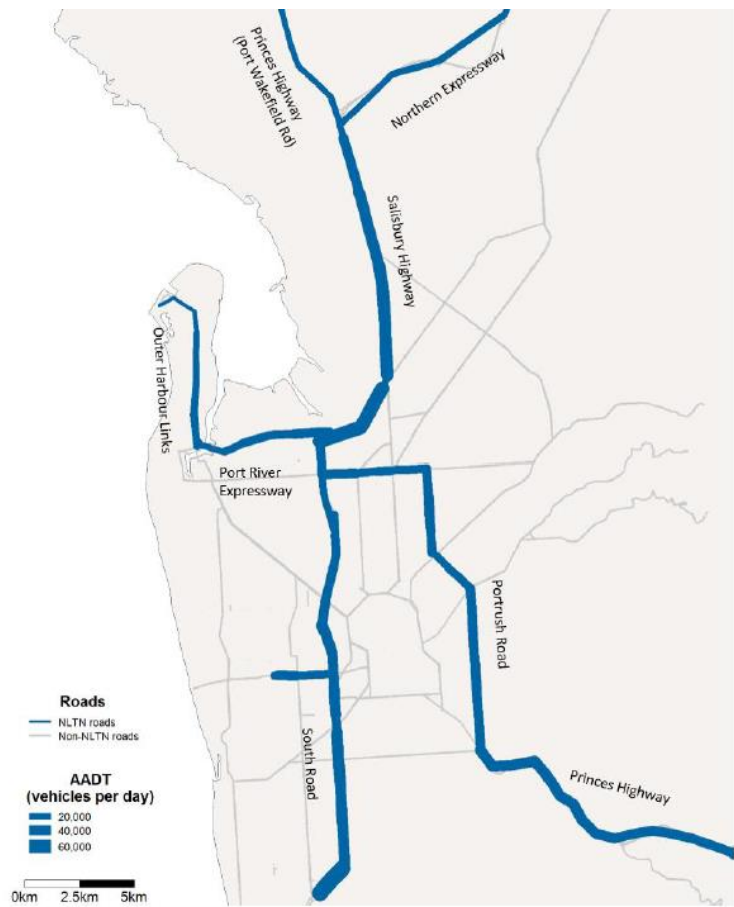 Princes Highway
(Port Wakefield Rd)
Northern Expressway
Salisbury Highway
Outer Harbour Links
Port River
Expressway
Portrush Road
South Road
Princes Highway
Roads
NLTN roads
Non-NLTN roads
AADT
(vehicles per day)
20,000
40,000
60,000
0km 2.5km 5km